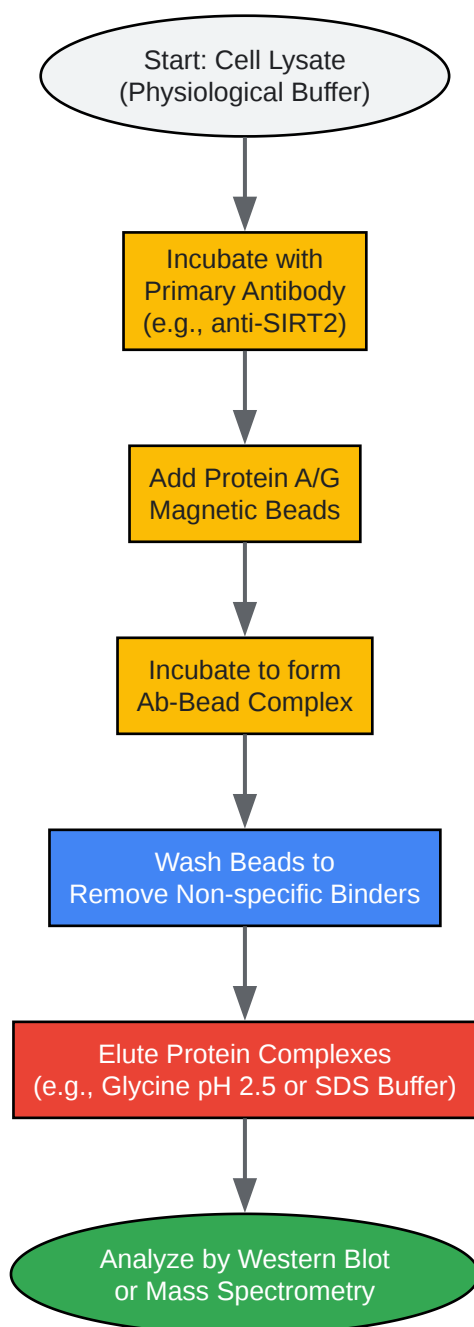 Start: Cell Lysate
(Physiological Buffer)
Incubate with
Primary Antibody
(e.g., anti-SIRT2)
Add Protein A/G
Magnetic Beads
Incubate to form
Ab-Bead Complex
Wash Beads to
Remove Non-specific Binders
Elute Protein Complexes
(e.g., Glycine pH 2.5 or SDS Buffer)
Analyze by Western Blot
or Mass Spectrometry